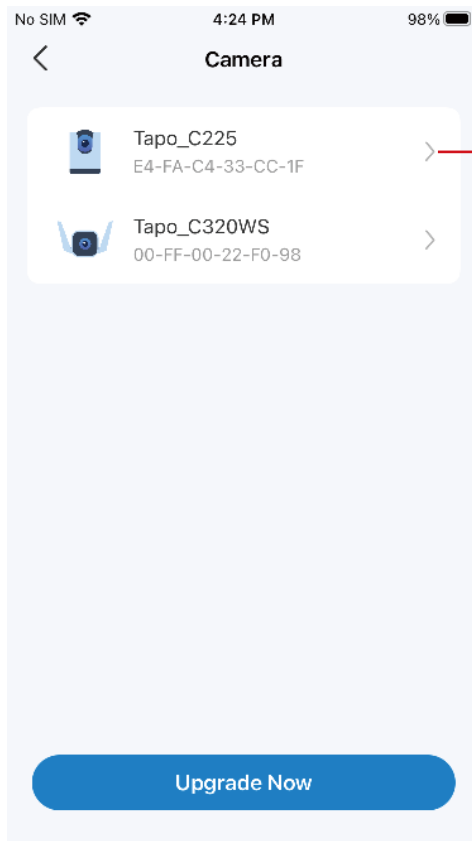 No SIM 4:24 PM 98%
Camera
Tapo_C225
E4-FA-C4-33-CC-1F
Tapo_C320WS
00-FF-00-22-F0-98
Upgrade Now